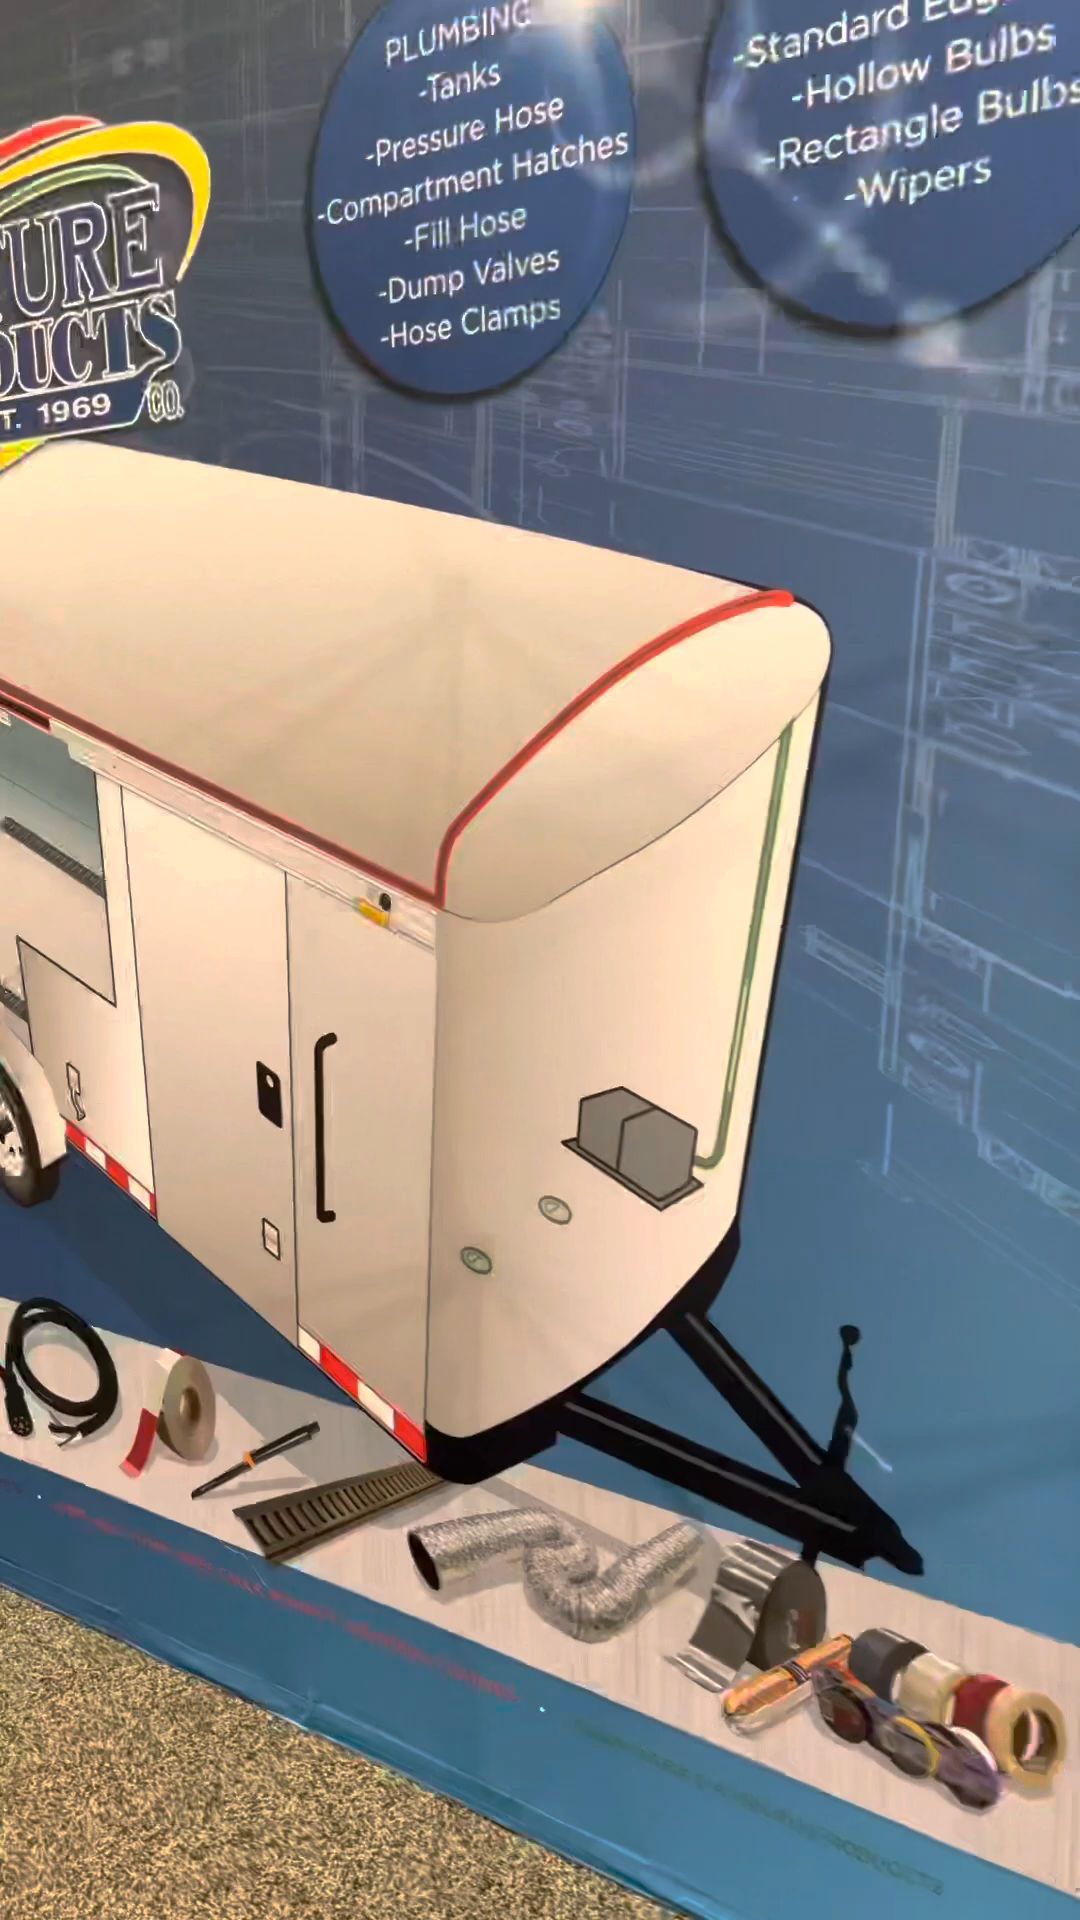 PLUMBING
-Tanks
-Pressure Hose
-Compartment Hatches
-Fill Hose
-Dump Valves
-Hose Clamps
-Standard
-Hollow Bulbs
-Rectangle Bulbs
-Wipers
TURE
DUCTS
CO.
T. 1969